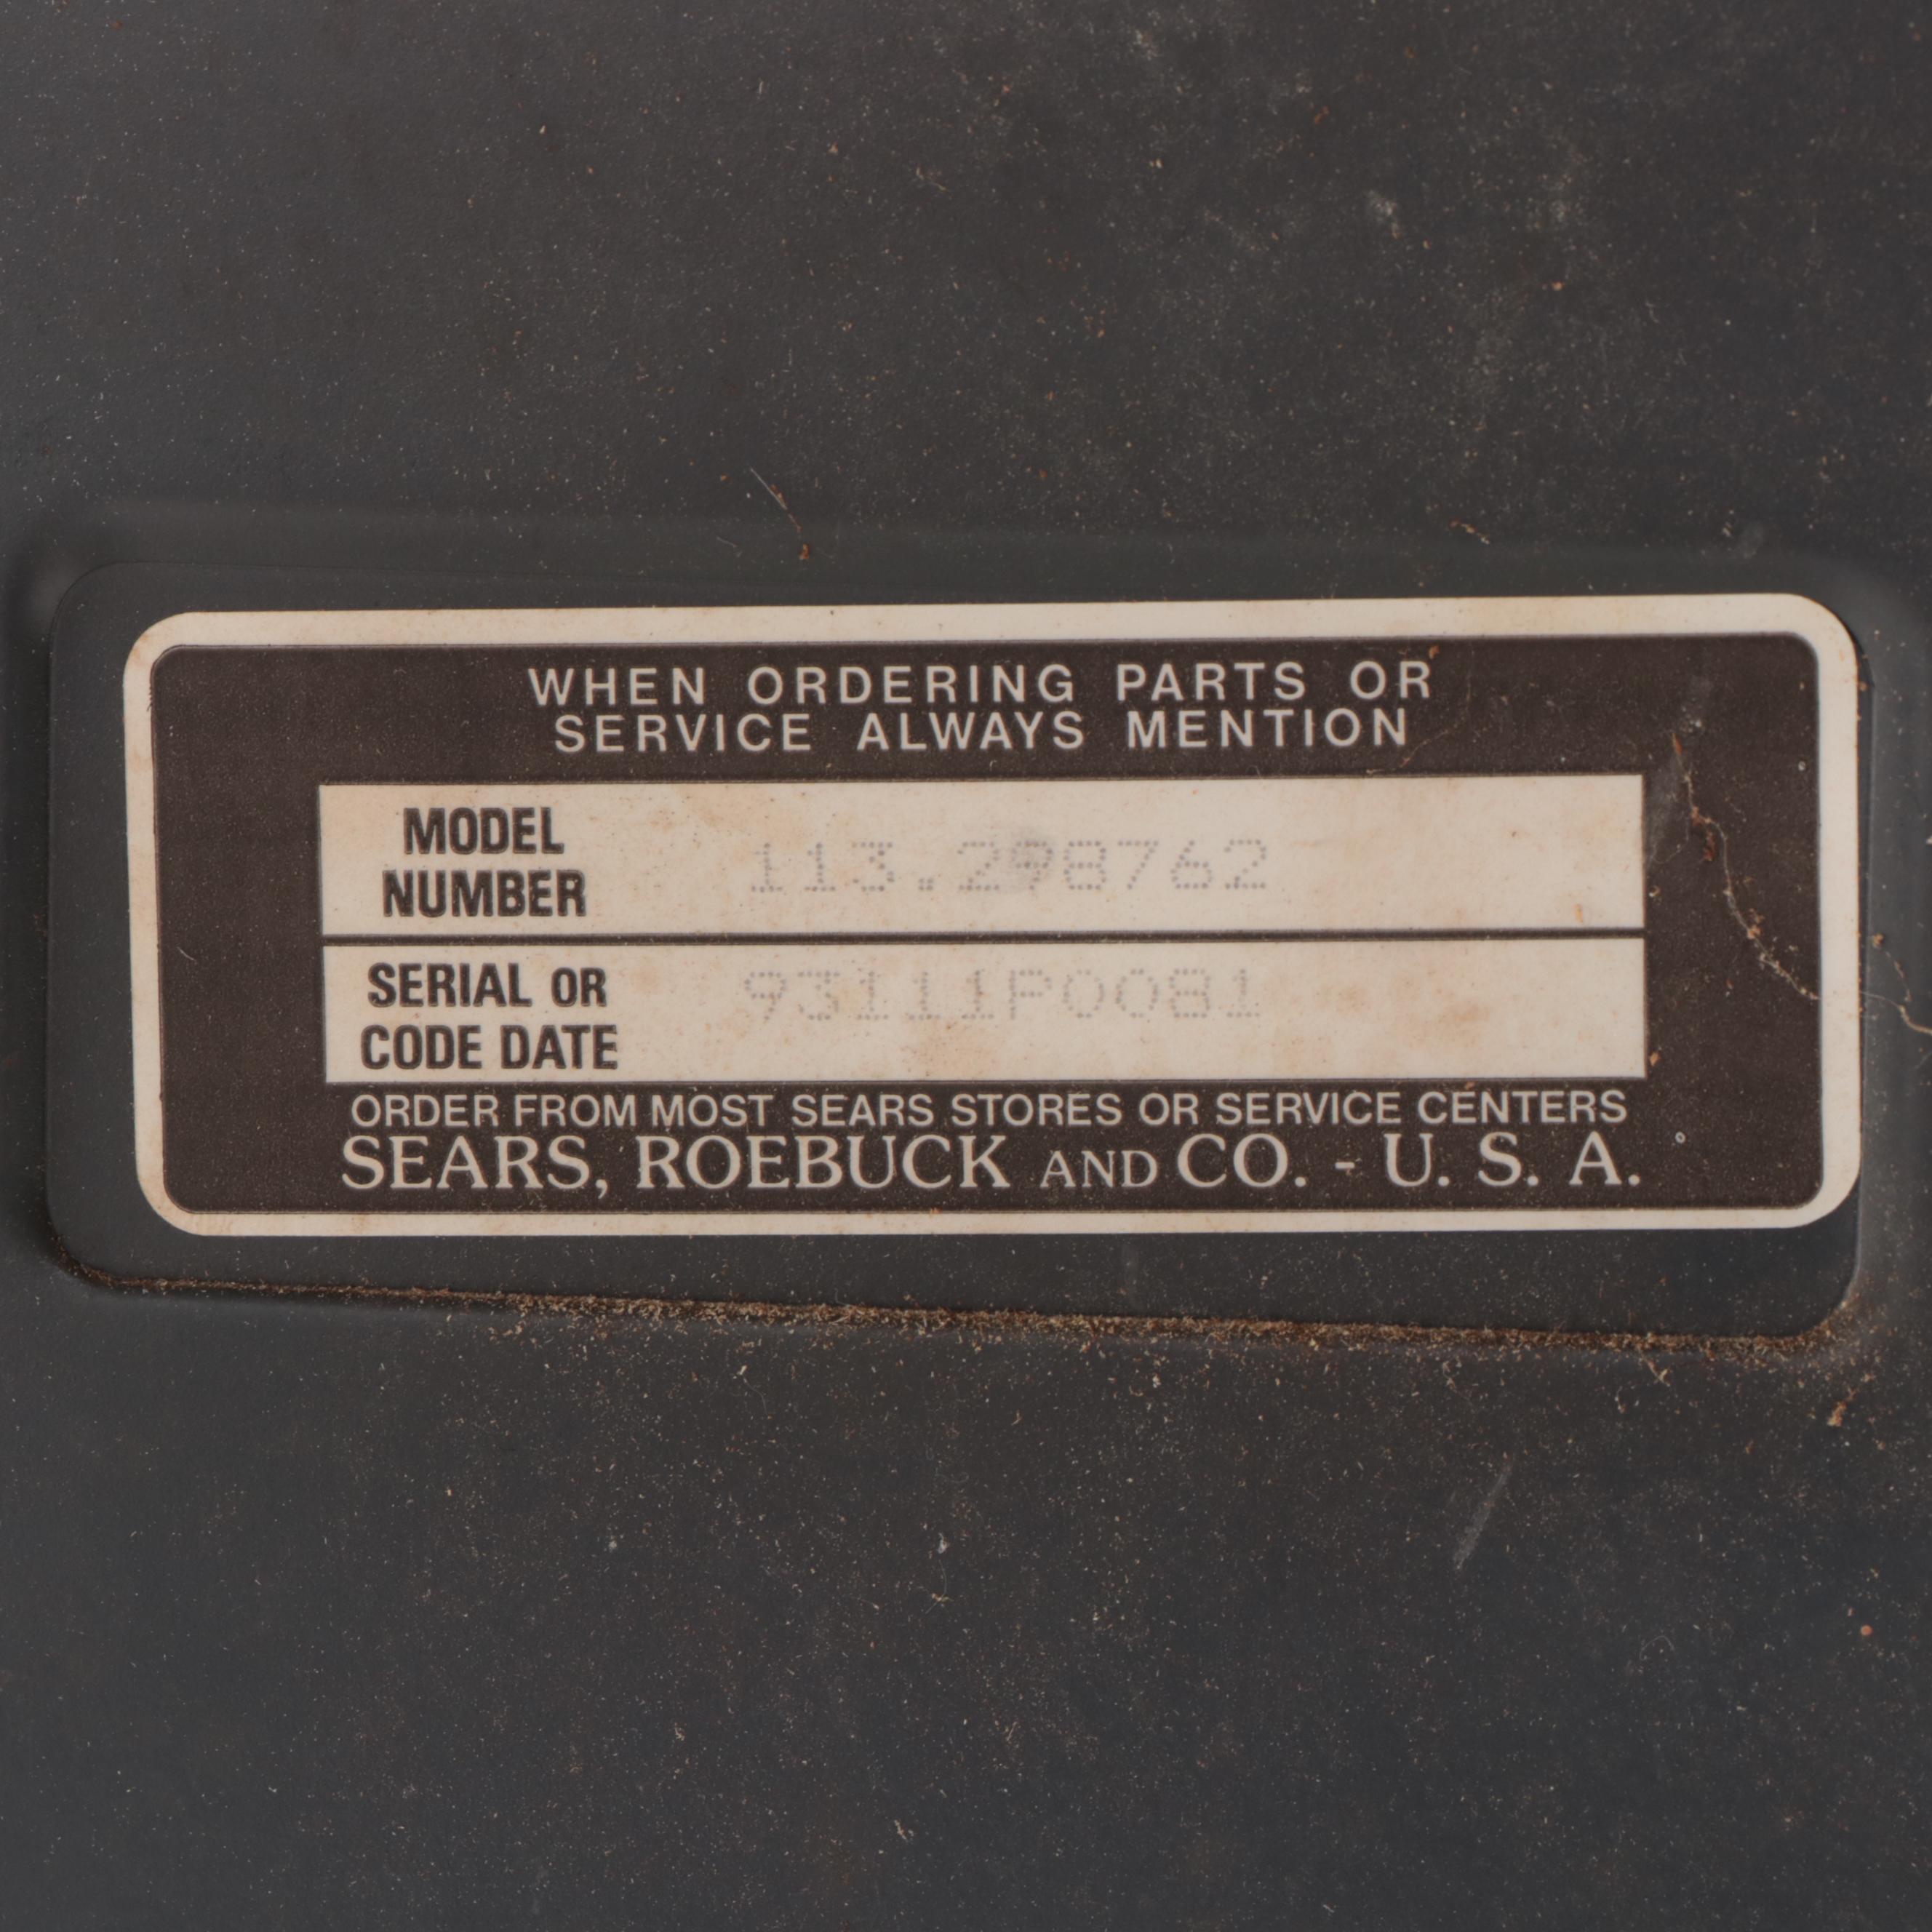 WHEN ORDERING PARTS OR
SERVICE ALWAYS MENTION
MODEL
NUMBER
113.298762
SERIAL OR
CODE DATE
93111P0081
ORDER FROM MOST SEARS STORES OR SERVICE CENTERS
SEARS, ROEBUCK AND CO. - U. S. A.